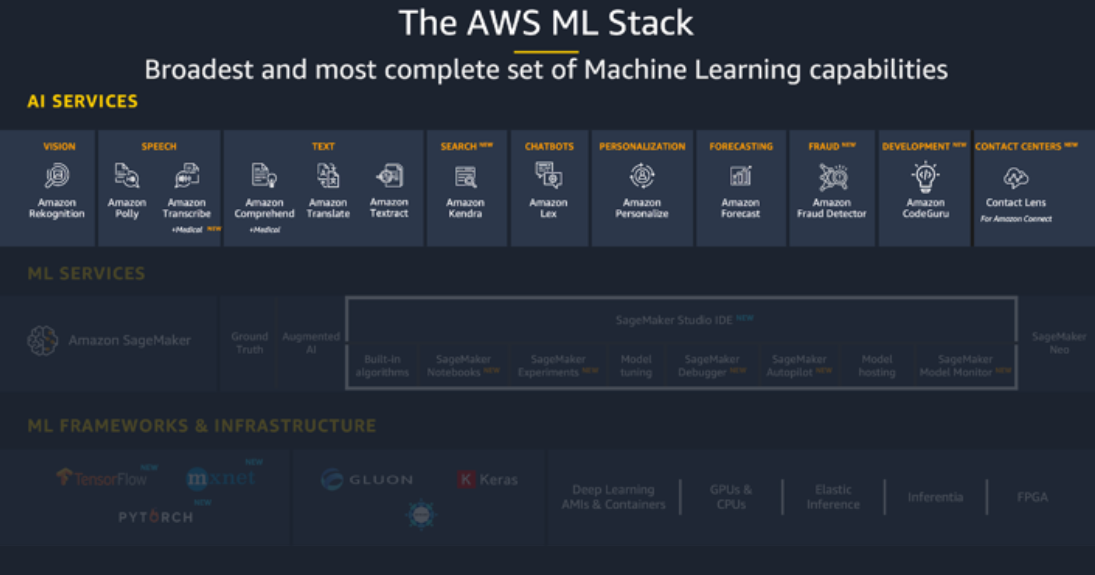 The AWS ML Stack
Broadest and most complete set of Machine Learning capabilities
AI SERVICES
VISION
Amazon
Rekognition
SPEECH
Amazon
Polly
Amazon
Transcribe
+Medical NEW
TEXT
Amazon
Comprehend
+Medical
Amazon
Translate
Amazon
Textract
SEARCH NEW
Amazon
Kendra
CHATBOTS
Amazon
Lex
PERSONALIZATION
Amazon
Personalize
FORECASTING
Amazon
Forecast
FRAUD NEW
Amazon
Fraud Detector
DEVELOPMENT NEW
Amazon
CodeGuru
CONTACT CENTERS NEW
Contact Lens
For Amazon Connect
ML SERVICES
Amazon SageMaker
Ground
Truth
Augmented
AI
SageMaker Studio IDE NEW
Built-in
algorithms
SageMaker
Notebooks NEW
SageMaker
Experiments NEW
Model
tuning
SageMaker
Debugger NEW
SageMaker
Autopilot NEW
Model
hosting
SageMaker
Model Monitor NEW
SageMaker
Neo
ML FRAMEWORKS & INFRASTRUCTURE
TensorFlow NEW
mxnet NEW
PYTORCH NEW
GLUON
K Keras
Deep Learning
AMIs & Containers
GPUs &
CPUs
Elastic
Inference
Inferentia
FPGA